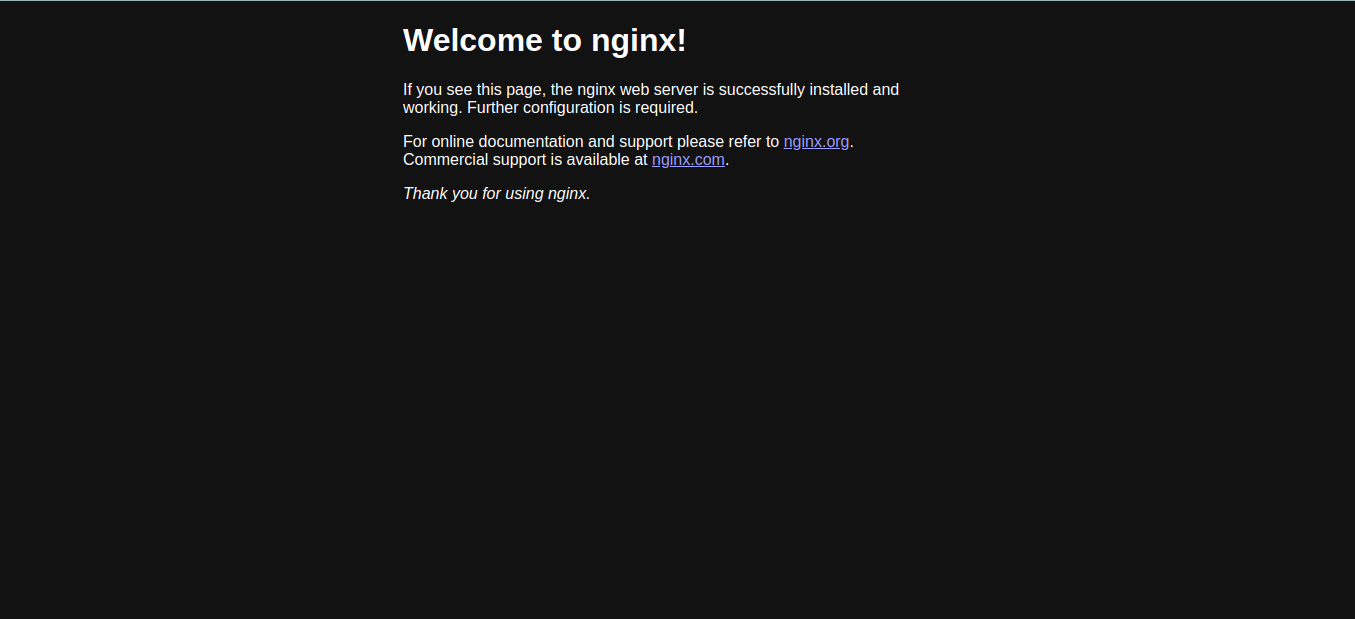 Welcome to nginx!
If you see this page, the nginx web server is successfully installed and
working. Further configuration is required.
For online documentation and support please refer to nginx.org.
Commercial support is available at nginx.com.
Thank you for using nginx.